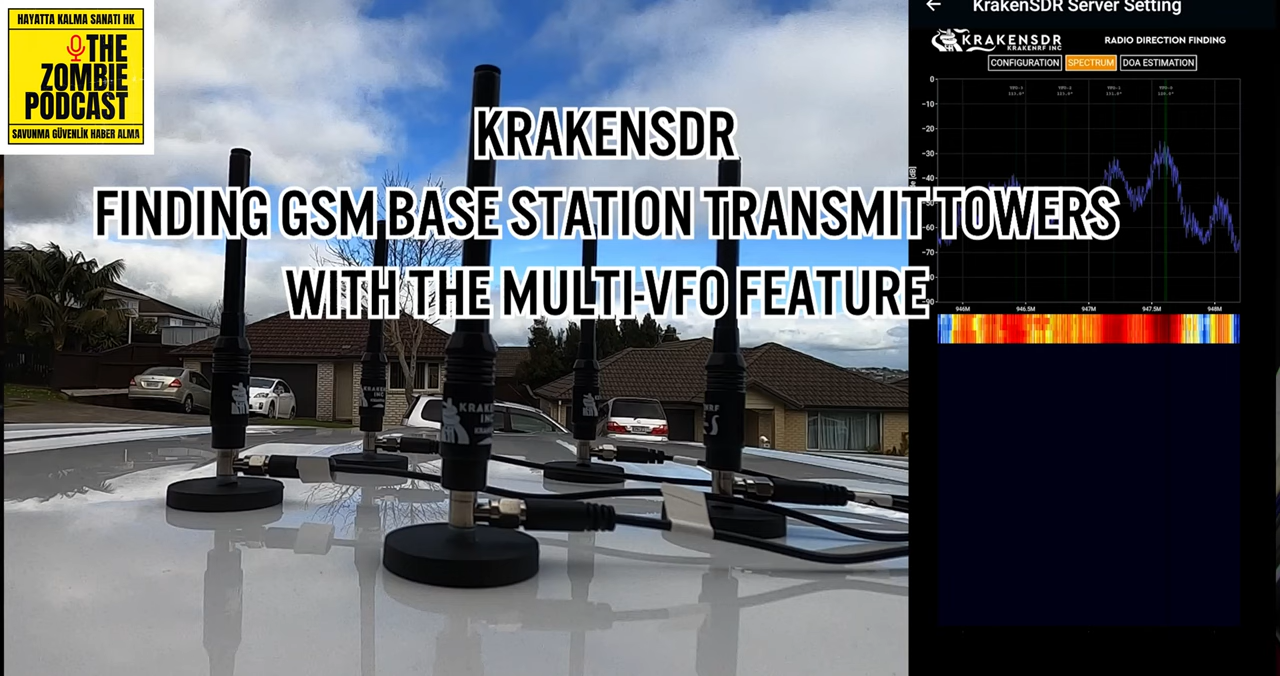 HAYATTA KALMA SANATI HK
THE
ZOMBIE
PODCAST
SAVUNMA GÜVENLİK HABER ALMA
KRAKENSDR
FINDING GSM BASE STATION TRANSMIT TOWERS
WITH THE MULTI-VFO FEATURE
KrakenSDR Server Setting
KRAKENSDR
KRAKENRF INC
RADIO DIRECTION FINDING
CONFIGURATION
SPECTRUM
DOA ESTIMATION
0
−10
−20
−30
−40
−50
−60
−70
−80
90
946M
946.5M
947M
947.5M
948M